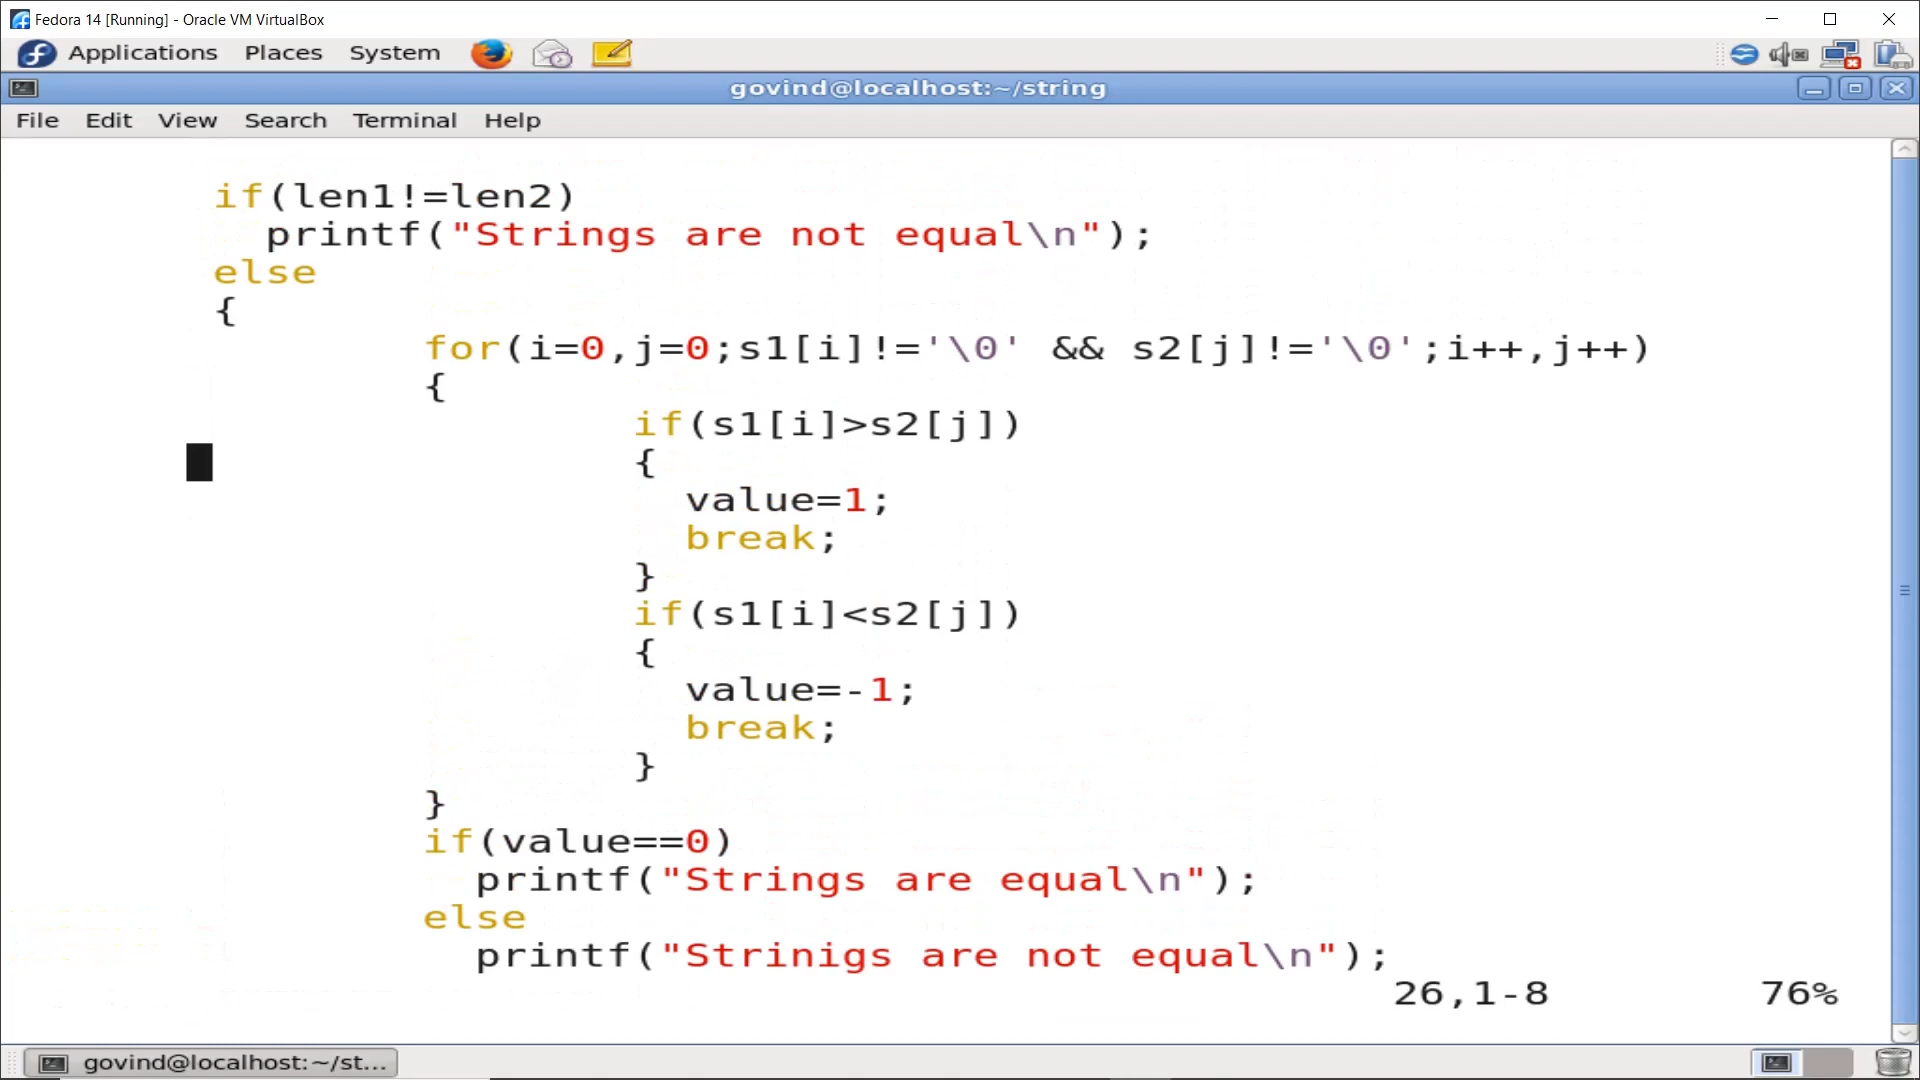 Fedora 14 [Running] - Oracle VM VirtualBox
Applications Places System
govind@localhost:~/string
File Edit View Search Terminal Help
if(len1!=len2)
printf("Strings are not equal\n");
else
{
for(i=0,j=0;s1[i]!='\0' && s2[j]!='\0';i++,j++)
{
if(s1[i]>s2[j])
{
value=1;
break;
}
if(s1[i]<s2[j])
{
value=-1;
break;
}
}
if(value==0)
printf("Strings are equal\n");
else
printf("Strinigs are not equal\n");
26,1-8 76%
govind@localhost:~/st...